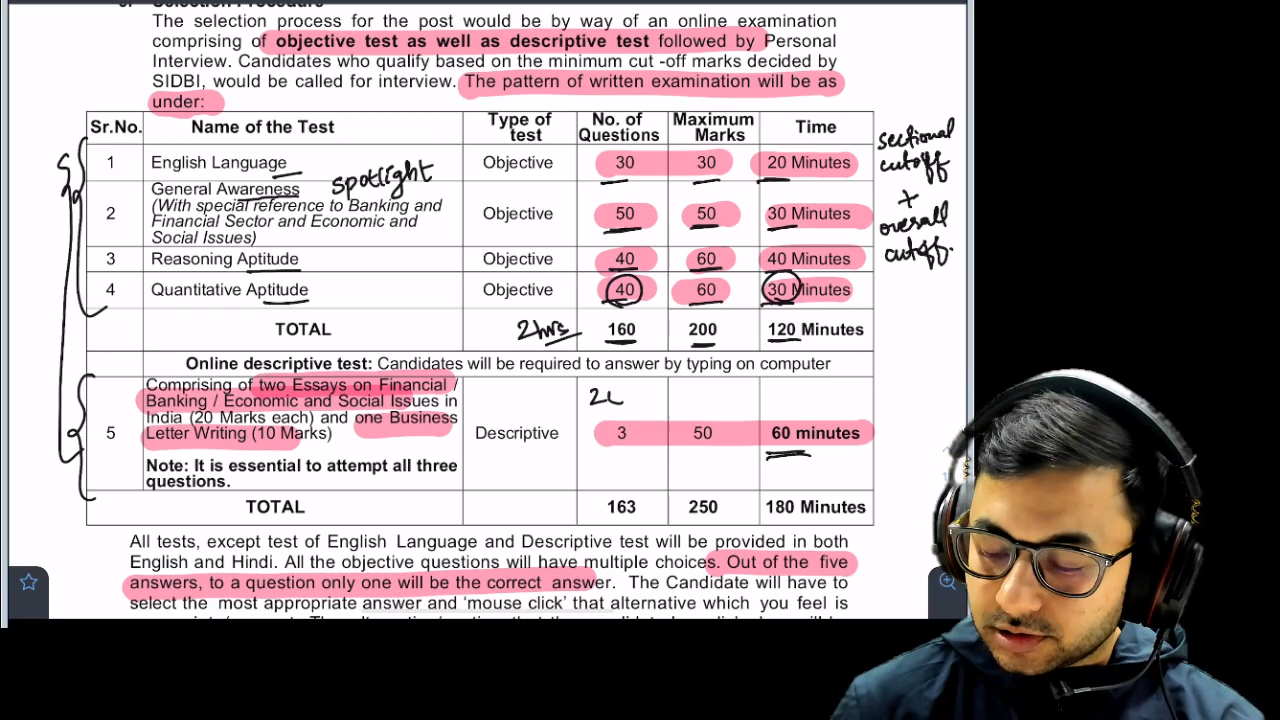 The selection process for the post would be by way of an online examination
comprising of objective test as well as descriptive test followed by Personal
Interview. Candidates who qualify based on the minimum cut -off marks decided by
SIDBI, would be called for interview. The pattern of written examination will be as
under:
Sr.No. Name of the Test Type of test No. of Questions Maximum Marks Time
1 English Language Objective 30 30 20 Minutes
General Awareness spotlight
(With special reference to Banking and
2 Financial Sector and Economic and Objective 50 50 30 Minutes
Social Issues)
3 Reasoning Aptitude Objective 40 60 40 Minutes
4 Quantitative Aptitude Objective 40 60 30 Minutes
TOTAL 2hrs 160 200 120 Minutes
sectional
cutoff
+
overall
cutoff.
Online descriptive test: Candidates will be required to answer by typing on computer
Comprising of two Essays on Financial /
Banking / Economic and Social Issues in
India (20 Marks each) and one Business
5 Letter Writing (10 Marks) Descriptive 3 50 60 minutes
Note: It is essential to attempt all three
questions.
TOTAL 163 250 180 Minutes
All tests, except test of English Language and Descriptive test will be provided in both
English and Hindi. All the objective questions will have multiple choices. Out of the five
answers, to a question only one will be the correct answer. The Candidate will have to
select the most appropriate answer and ‘mouse click’ that alternative which you feel is